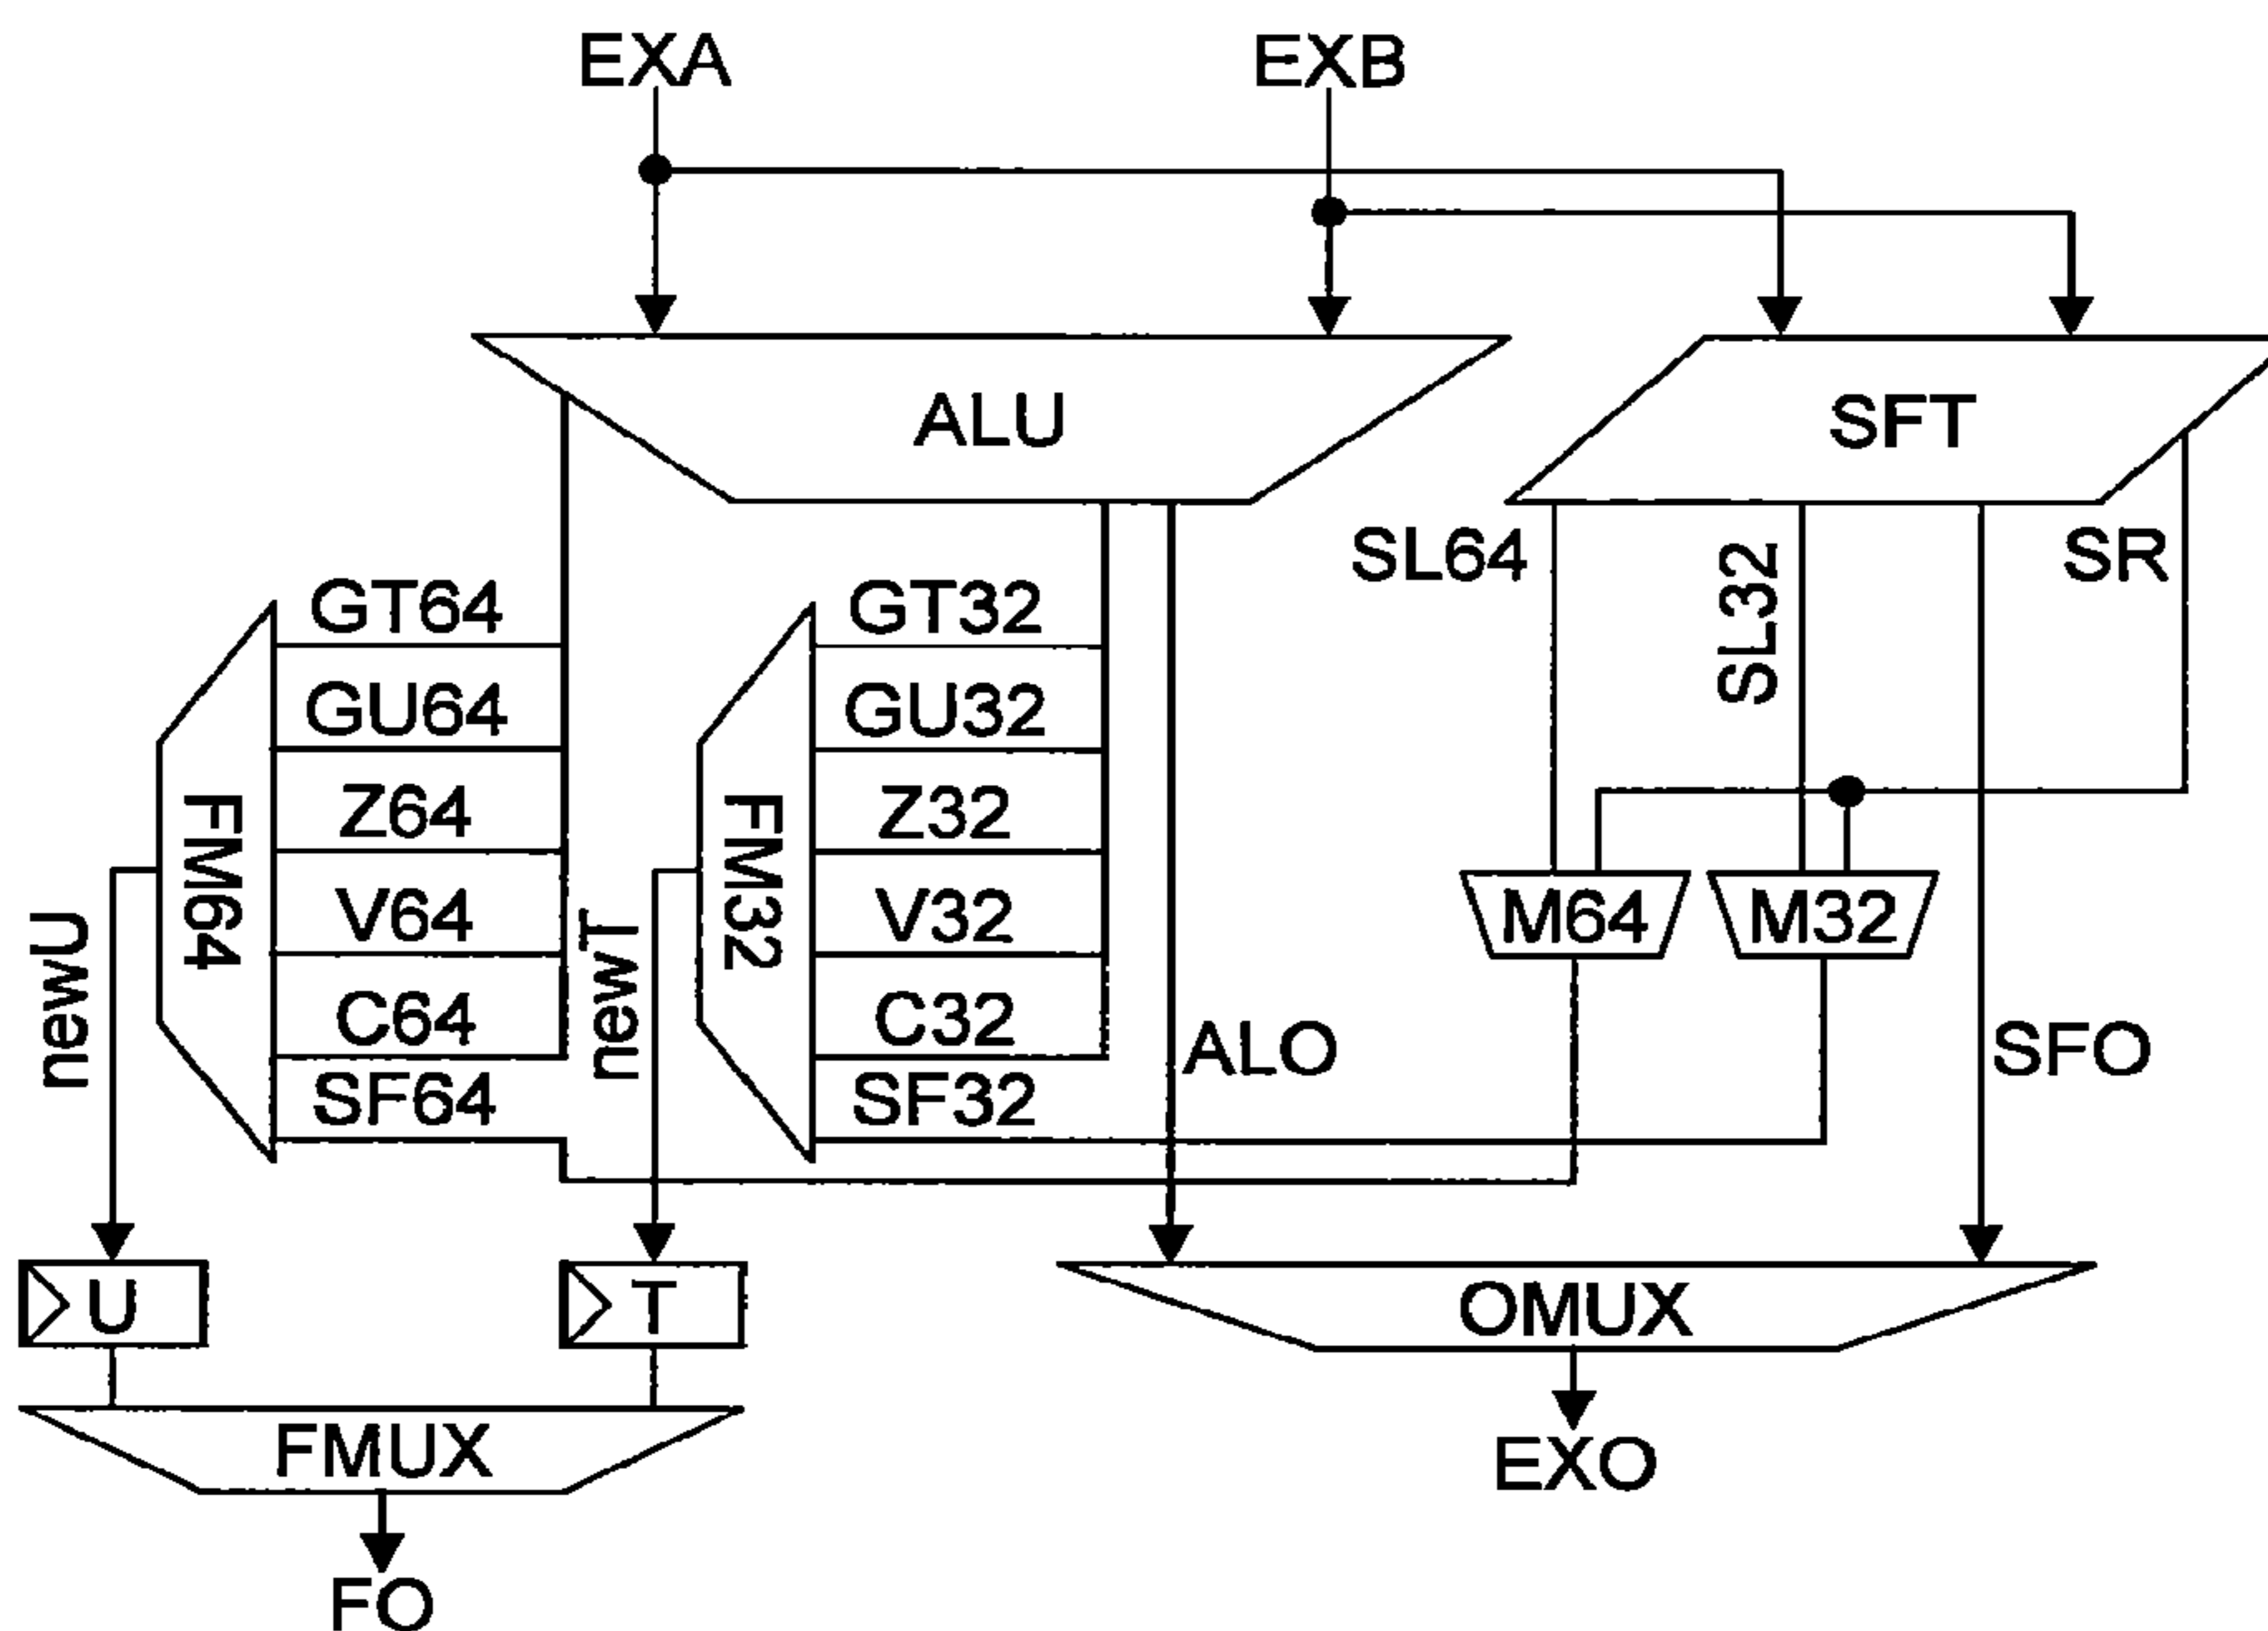 EXA
EXB
ALU
SFT
SL64
SL32
SR
GT64
GT32
GU64
GU32
Z64
Z32
FM64
FM32
V64
V32
M64
M32
newU
newT
C64
C32
ALO
SFO
SF64
SF32
U
T
OMUX
FMUX
EXO
FO